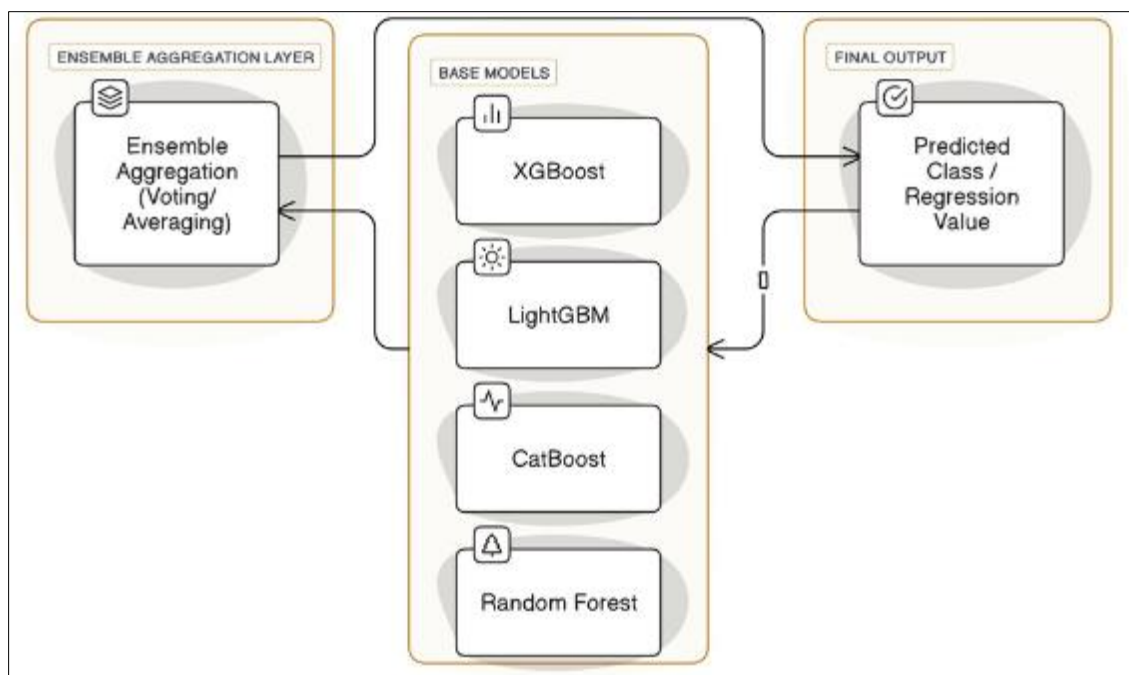 ENSEMBLE AGGREGATION LAYER
Ensemble
Aggregation
(Voting/
Averaging)
BASE MODELS
XGBoost
LightGBM
CatBoost
Random Forest
FINAL OUTPUT
Predicted
Class /
Regression
Value